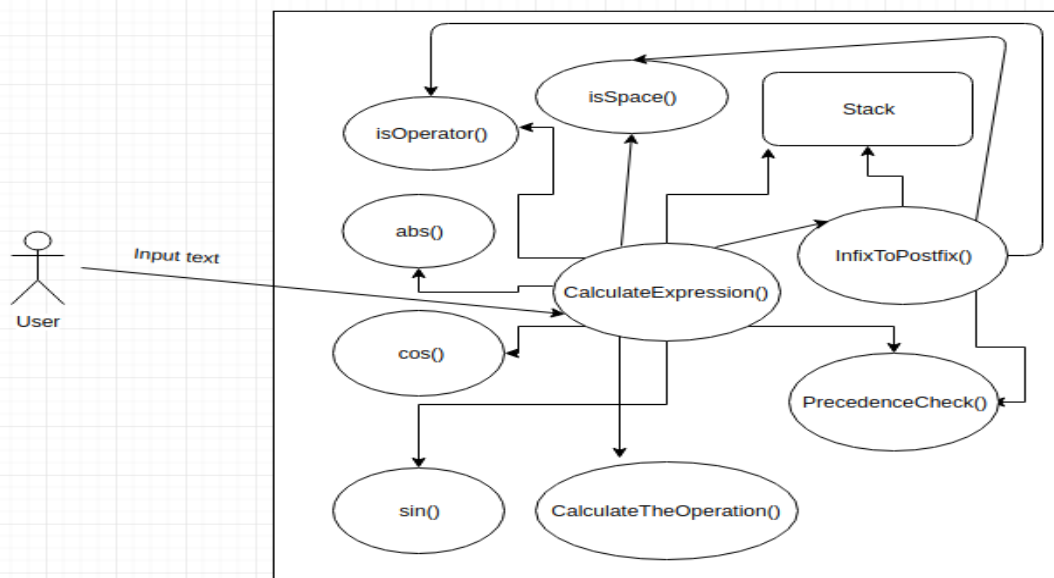 isSpace()
Stack
isOperator()
abs()
Input text
InfixToPostfix()
CalculateExpression()
User
cos()
PrecedenceCheck()
sin()
CalculateTheOperation()